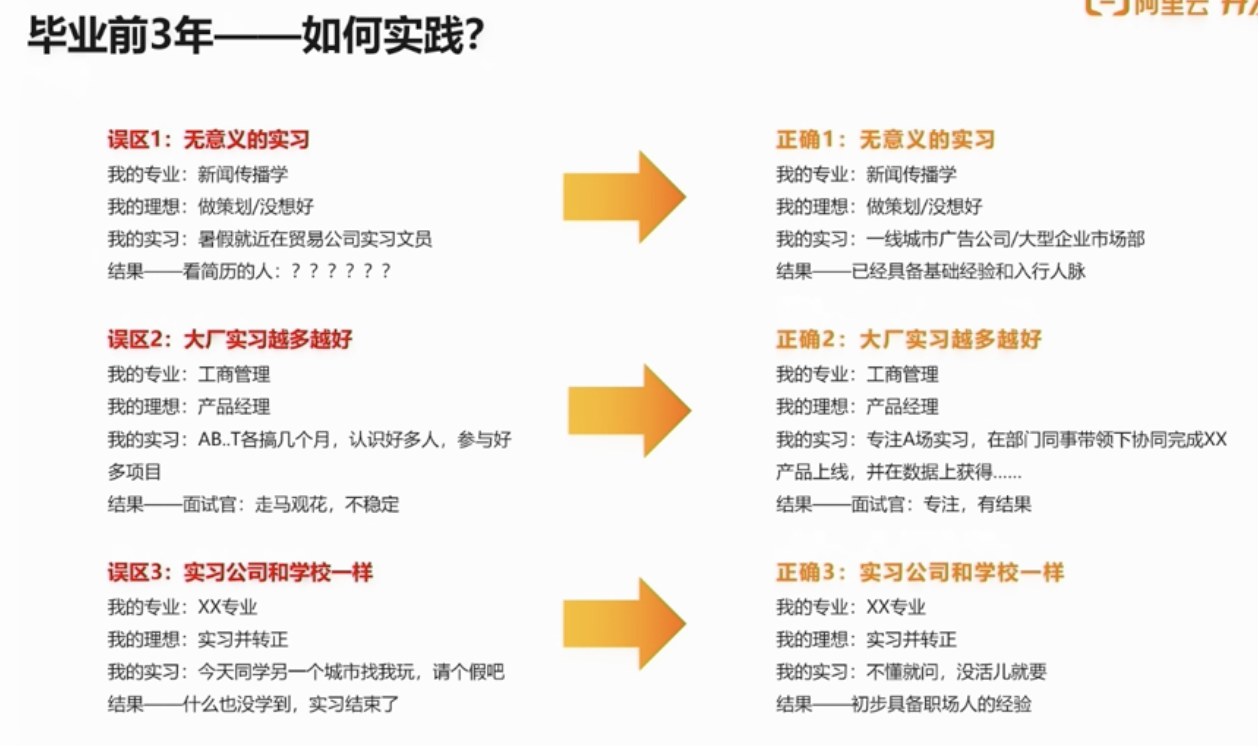 阿里云
毕业前3年——如何实践?
误区1：无意义的实习
我的专业：新闻传播学
我的理想：做策划/没想好
我的实习：暑假就近在贸易公司实习文员
结果——看简历的人：？？？？？？
正确1：无意义的实习
我的专业：新闻传播学
我的理想：做策划/没想好
我的实习：一线城市广告公司/大型企业市场部
结果——已经具备基础经验和入行人脉
误区2：大厂实习越多越好
我的专业：工商管理
我的理想：产品经理
我的实习：AB..T各搞几个月，认识好多人，参与好
多项目
结果——面试官：走马观花，不稳定
正确2：大厂实习越多越好
我的专业：工商管理
我的理想：产品经理
我的实习：专注A场实习，在部门同事带领下协同完成XX
产品上线，并在数据上获得......
结果——面试官：专注，有结果
误区3：实习公司和学校一样
我的专业：XX专业
我的理想：实习并转正
我的实习：今天同学另一个城市找我玩，请个假吧
结果——什么也没学到，实习结束了
正确3：实习公司和学校一样
我的专业：XX专业
我的理想：实习并转正
我的实习：不懂就问，没活儿就要
结果——初步具备职场人的经验